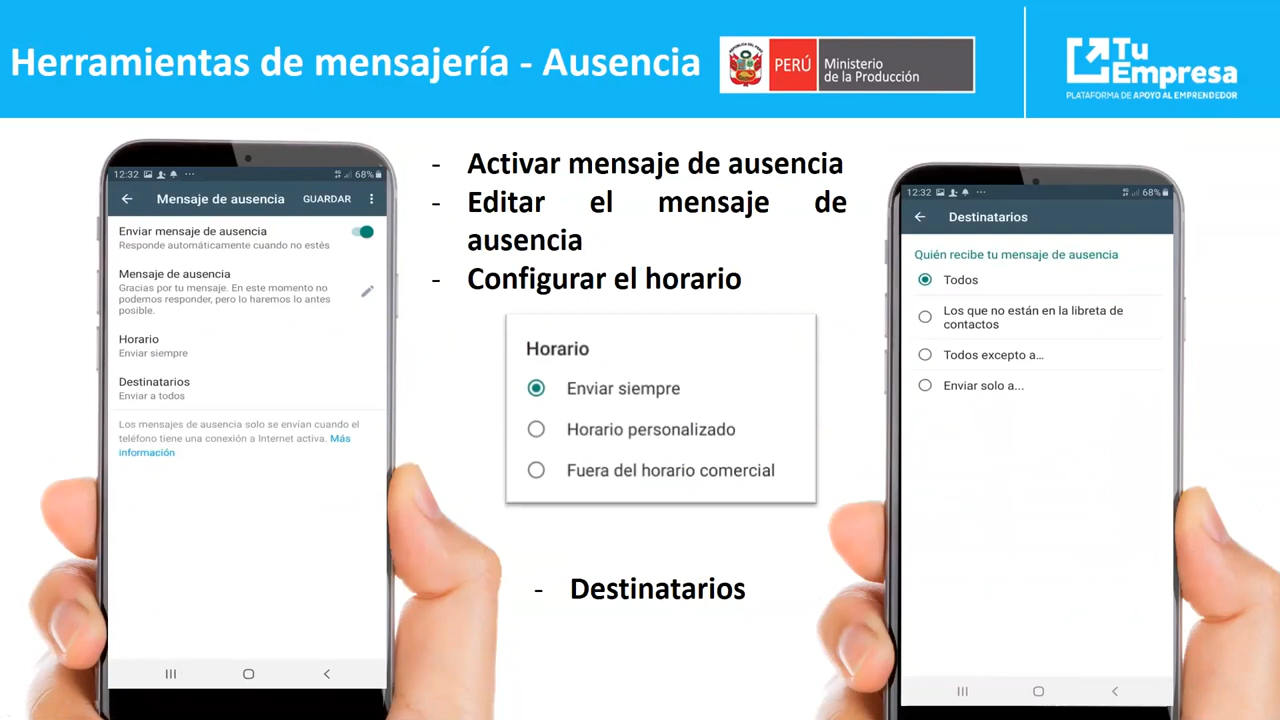 Herramientas de mensajería - Ausencia
PERÚ
Ministerio
de la Producción
Tu
Empresa
PLATAFORMA DE APOYO AL EMPRENDEDOR
12:32
68%
Mensaje de ausencia
GUARDAR
Enviar mensaje de ausencia
Responde automáticamente cuando no estés
Mensaje de ausencia
Gracias por tu mensaje. En este momento no
podemos responder, pero lo haremos lo antes
posible.
Horario
Enviar siempre
Destinatarios
Enviar a todos
Los mensajes de ausencia solo se envían cuando el
teléfono tiene una conexión a Internet activa. Más
información
- Activar mensaje de ausencia
- Editar el mensaje de
ausencia
- Configurar el horario
Horario
Enviar siempre
Horario personalizado
Fuera del horario comercial
- Destinatarios
12:32
68%
Destinatarios
Quién recibe tu mensaje de ausencia
Todos
Los que no están en la libreta de
contactos
Todos excepto a...
Enviar solo a...